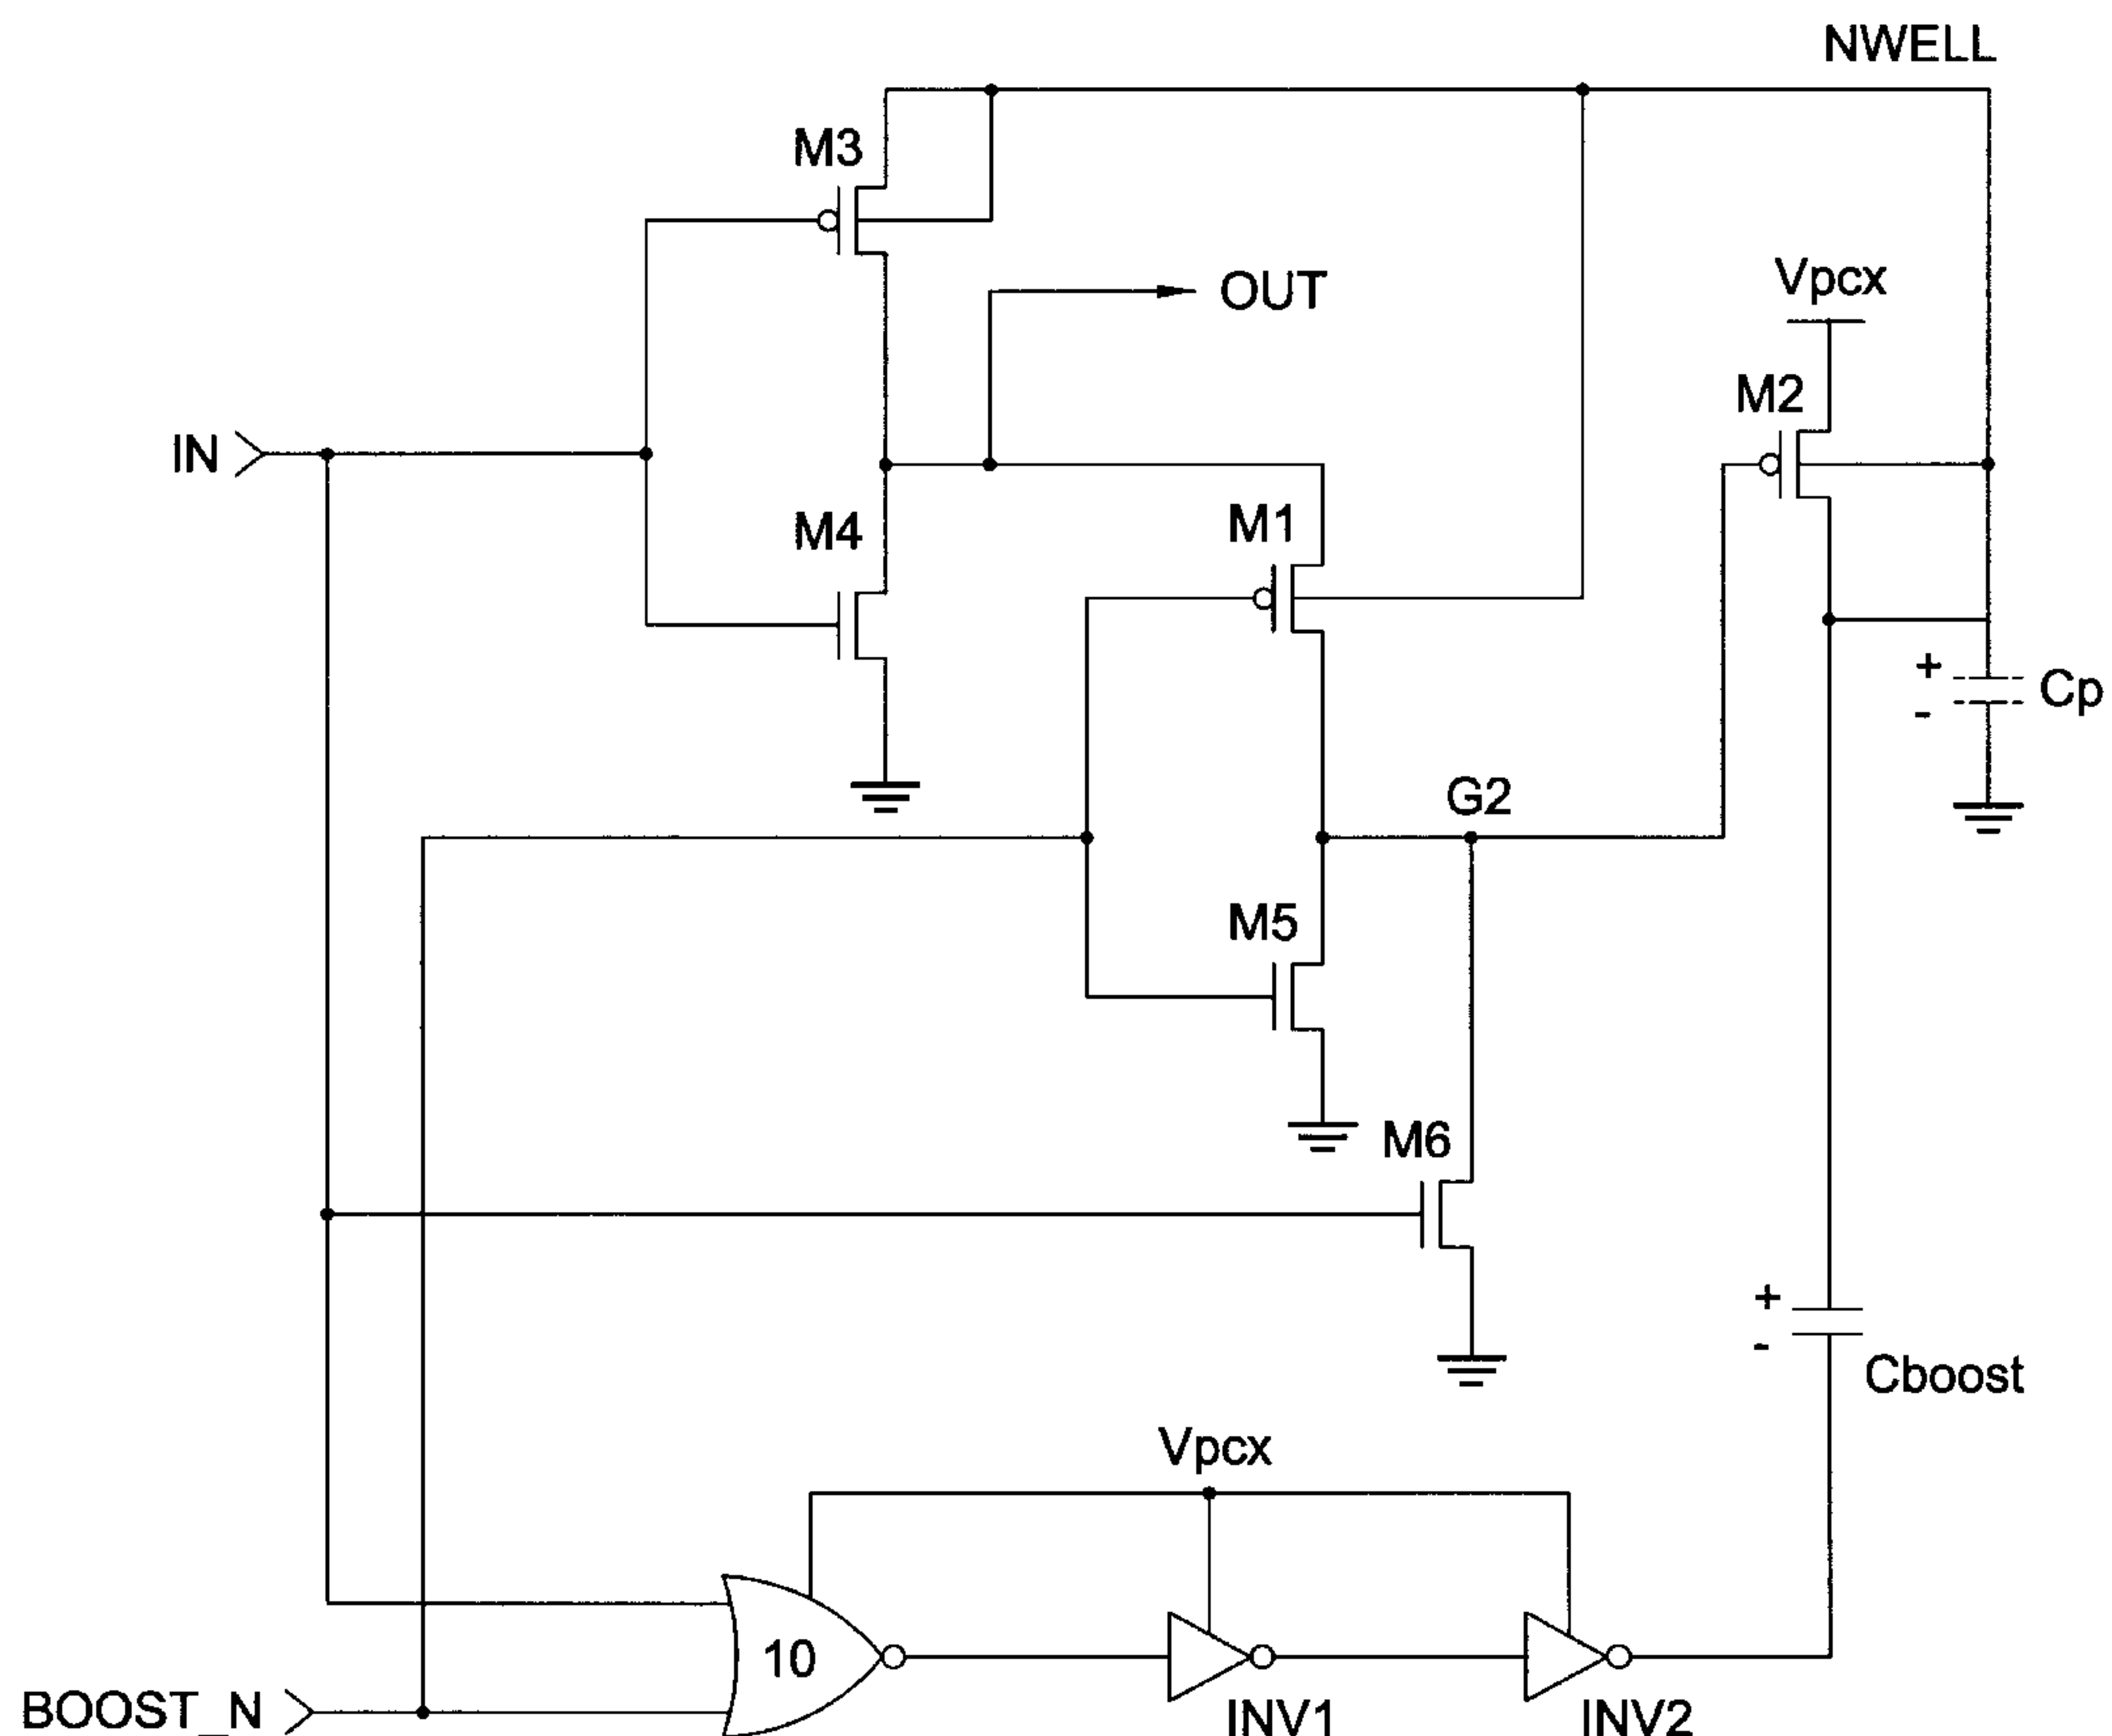 NWELL
M3
Vpcx
OUT
M2
IN
M1
M4
+
-
Cp
G2
M5
M6
+
-
Cboost
Vpcx
10
BOOST_N
INV1
INV2